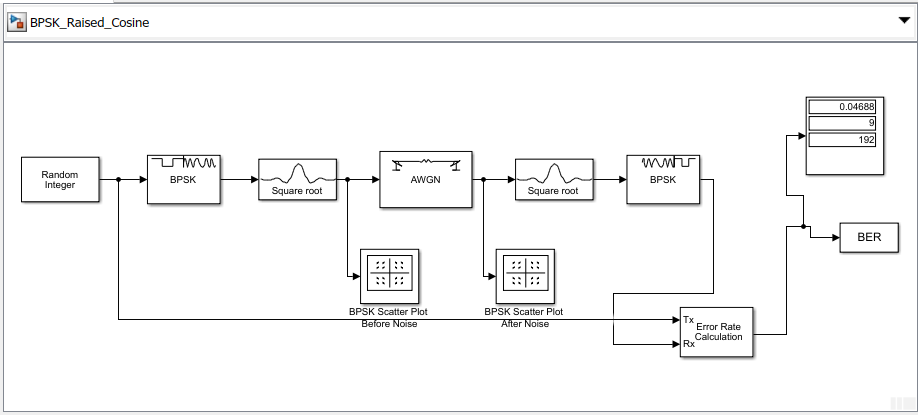 BPSK_Raised_Cosine
0.04688
9
192
Random
Integer
BPSK
Square root
AWGN
Square root
BPSK
BER
BPSK Scatter Plot
Before Noise
BPSK Scatter Plot
After Noise
Tx
Error Rate
Calculation
Rx